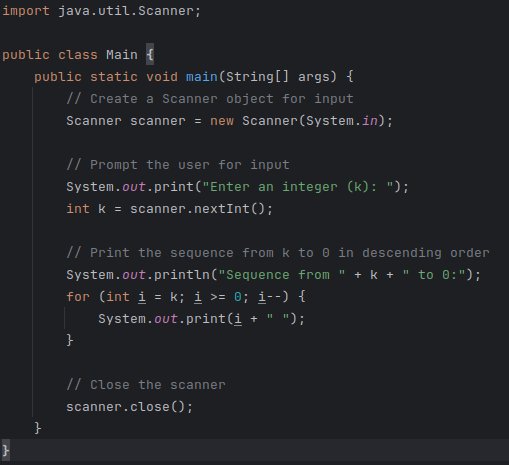 import java.util.Scanner;
public class Main {
public static void main(String[] args) {
// Create a Scanner object for input
Scanner scanner = new Scanner(System.in);
// Prompt the user for input
System.out.print("Enter an integer (k): ");
int k = scanner.nextInt();
// Print the sequence from k to 0 in descending order
System.out.println("Sequence from " + k + " to 0:");
for (int i = k; i >= 0; i--) {
System.out.print(i + " ");
}
// Close the scanner
scanner.close();
}
}